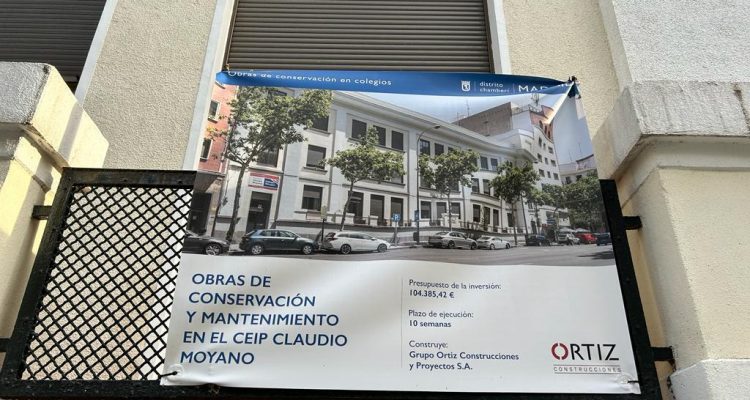 Obras de conservación en colegios
distrito
chamberí
OBRAS DE
CONSERVACIÓN
Y MANTENIMIENTO
EN EL CEIP CLAUDIO
MOYANO
Presupuesto de la inversión:
104.385,42 €
Plazo de ejecución:
10 semanas
Construye:
Grupo Ortiz Construcciones
y Proyectos S.A.
ORTIZ
CONSTRUCCIONES